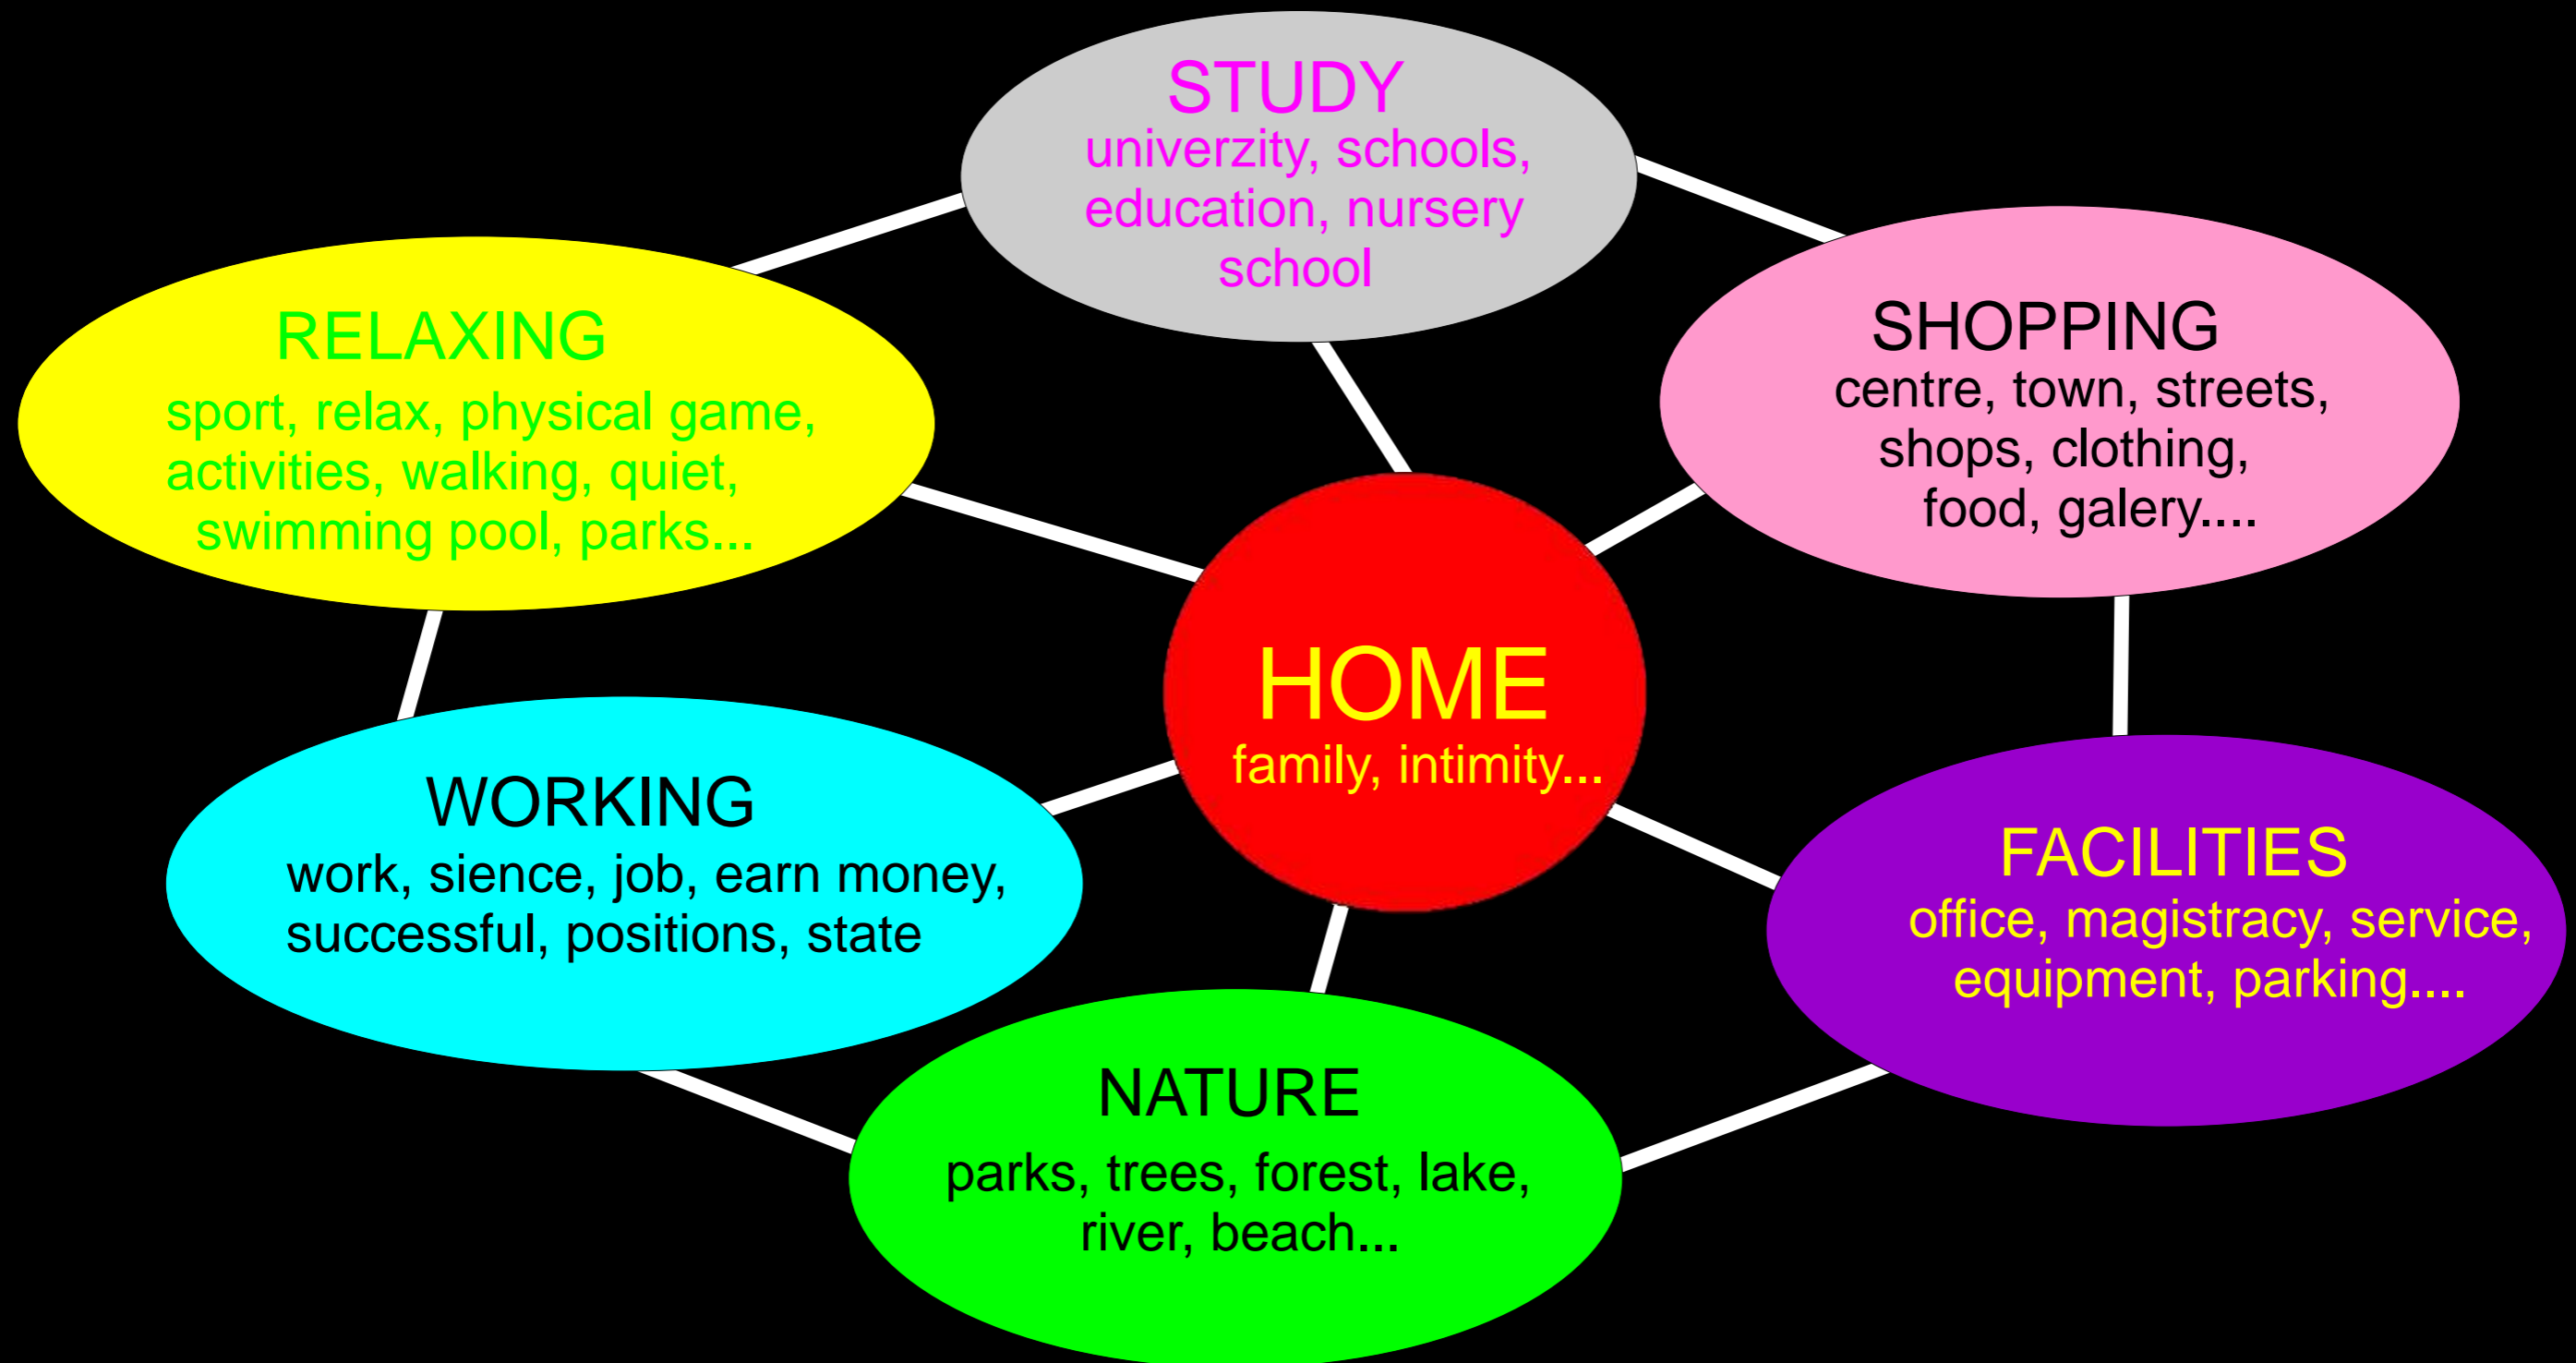 STUDY
univerzity, schools,
education, nursery
school
RELAXING
sport, relax, physical game,
activities, walking, quiet,
swimming pool, parks...
SHOPPING
centre, town, streets,
shops, clothing,
food, galery....
HOME
family, intimity...
WORKING
work, sience, job, earn money,
successful, positions, state
FACILITIES
office, magistracy, service,
equipment, parking....
NATURE
parks, trees, forest, lake,
river, beach...